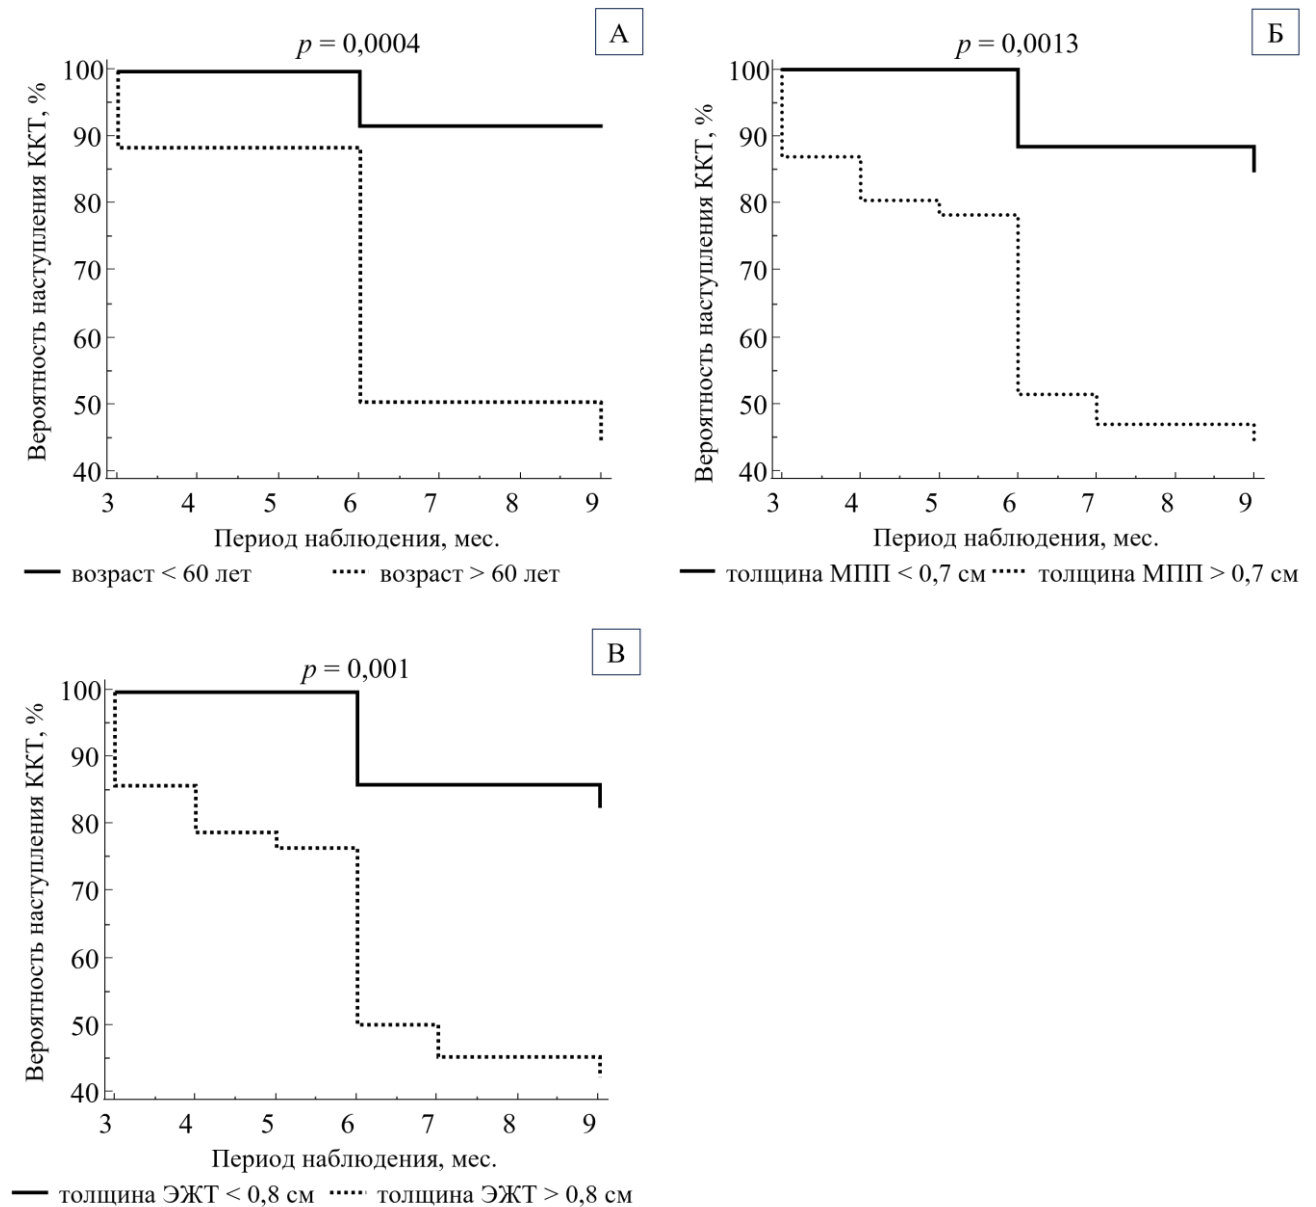 А
p = 0,0004
Вероятность наступления ККТ, %
100
90
80
70
60
50
40
3 4 5 6 7 8 9
Период наблюдения, мес.
возраст < 60 лет возраст > 60 лет
Б
p = 0,0013
Вероятность наступления ККТ, %
100
90
80
70
60
50
40
3 4 5 6 7 8 9
Период наблюдения, мес.
толщина МПП < 0,7 см толщина МПП > 0,7 см
В
p = 0,001
Вероятность наступления ККТ, %
100
90
80
70
60
50
40
3 4 5 6 7 8 9
Период наблюдения, мес.
толщина ЭЖТ < 0,8 см толщина ЭЖТ > 0,8 см